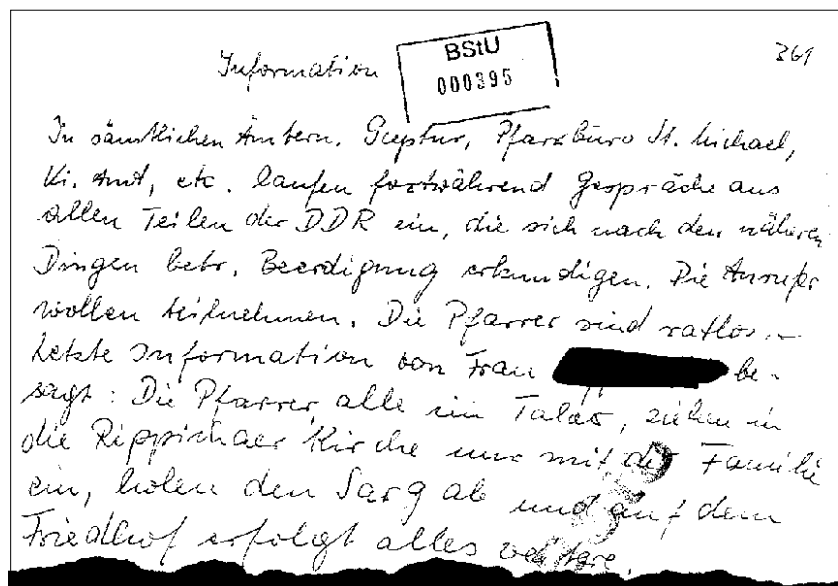 Information
BStU
000395
361
In sämtlichen Ämtern. Suptur, Pfarrbüro St. Michael,
Ki. Amt, etc. laufen fortwährend Gespräche aus
allen Teilen der DDR ein, die sich nach den näheren
Dingen betr. Beerdigung erkundigen. Die Anrufer
wollen teilnehmen. Die Pfarrer sind ratlos.
Letzte Information von Frau be-
sagt: Die Pfarrer, alle im Talar, ziehen in
die Rippichaer Kirche nur mit der Familie
ein, holen den Sarg ab und auf dem
Friedhof erfolgt alles